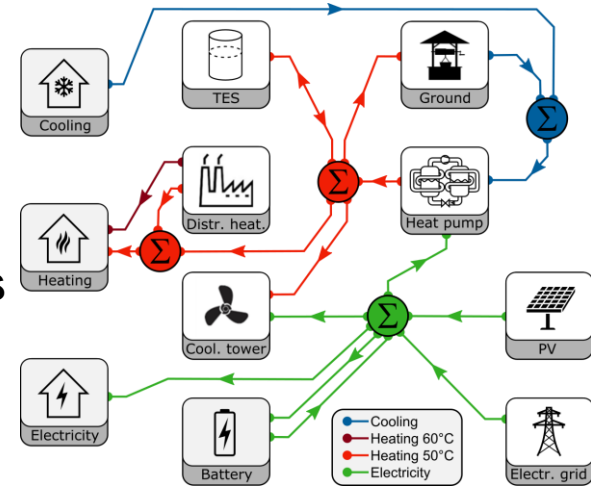 TES
Ground
Cooling
Σ
Distr. heat.
Σ
Heat pump
Heating
Σ
s
Σ
Cool. tower
PV
Electricity
Battery
Cooling
Heating 60°C
Heating 50°C
Electricity
Electr. grid